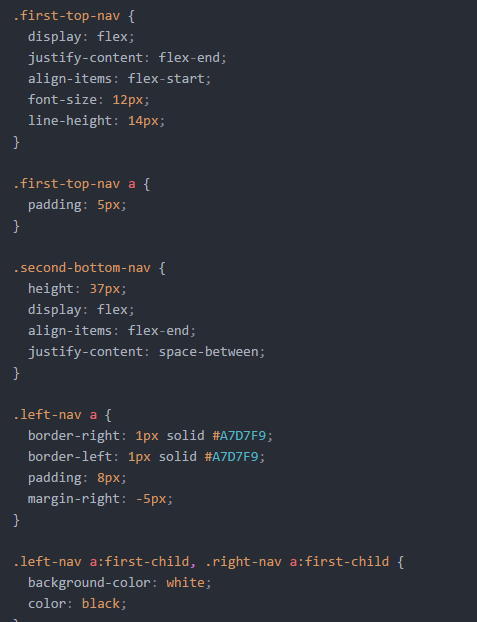 .first-top-nav {
  display: flex;
  justify-content: flex-end;
  align-items: flex-start;
  font-size: 12px;
  line-height: 14px;
}

.first-top-nav a {
  padding: 5px;
}

.second-bottom-nav {
  height: 37px;
  display: flex;
  align-items: flex-end;
  justify-content: space-between;
}

.left-nav a {
  border-right: 1px solid #A7D7F9;
  border-left: 1px solid #A7D7F9;
  padding: 8px;
  margin-right: -5px;
}

.left-nav a:first-child, .right-nav a:first-child {
  background-color: white;
  color: black;
}